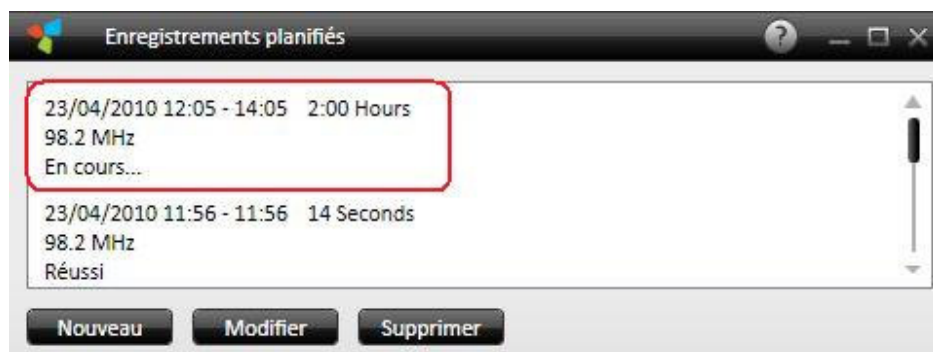 Enregistrements planifiés
?
23/04/2010 12:05 - 14:05 2:00 Hours
98.2 MHz
En cours...
23/04/2010 11:56 - 11:56 14 Seconds
98.2 MHz
Réussi
Nouveau Modifier Supprimer